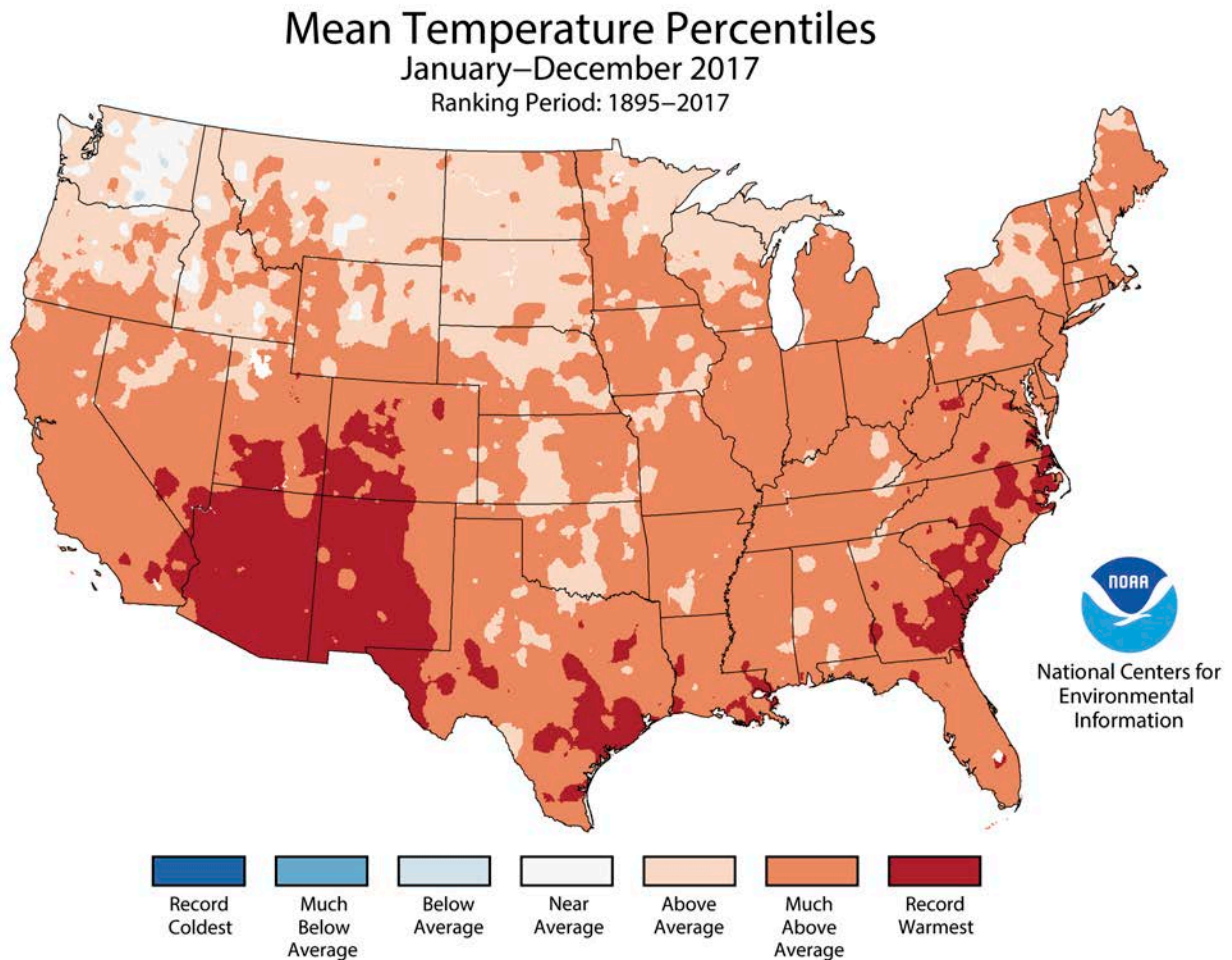 Mean Temperature Percentiles
January–December 2017
Ranking Period: 1895–2017
NOAA
National Centers for
Environmental
Information
Record
Coldest
Much
Below
Average
Below
Average
Near
Average
Above
Average
Much
Above
Average
Record
Warmest